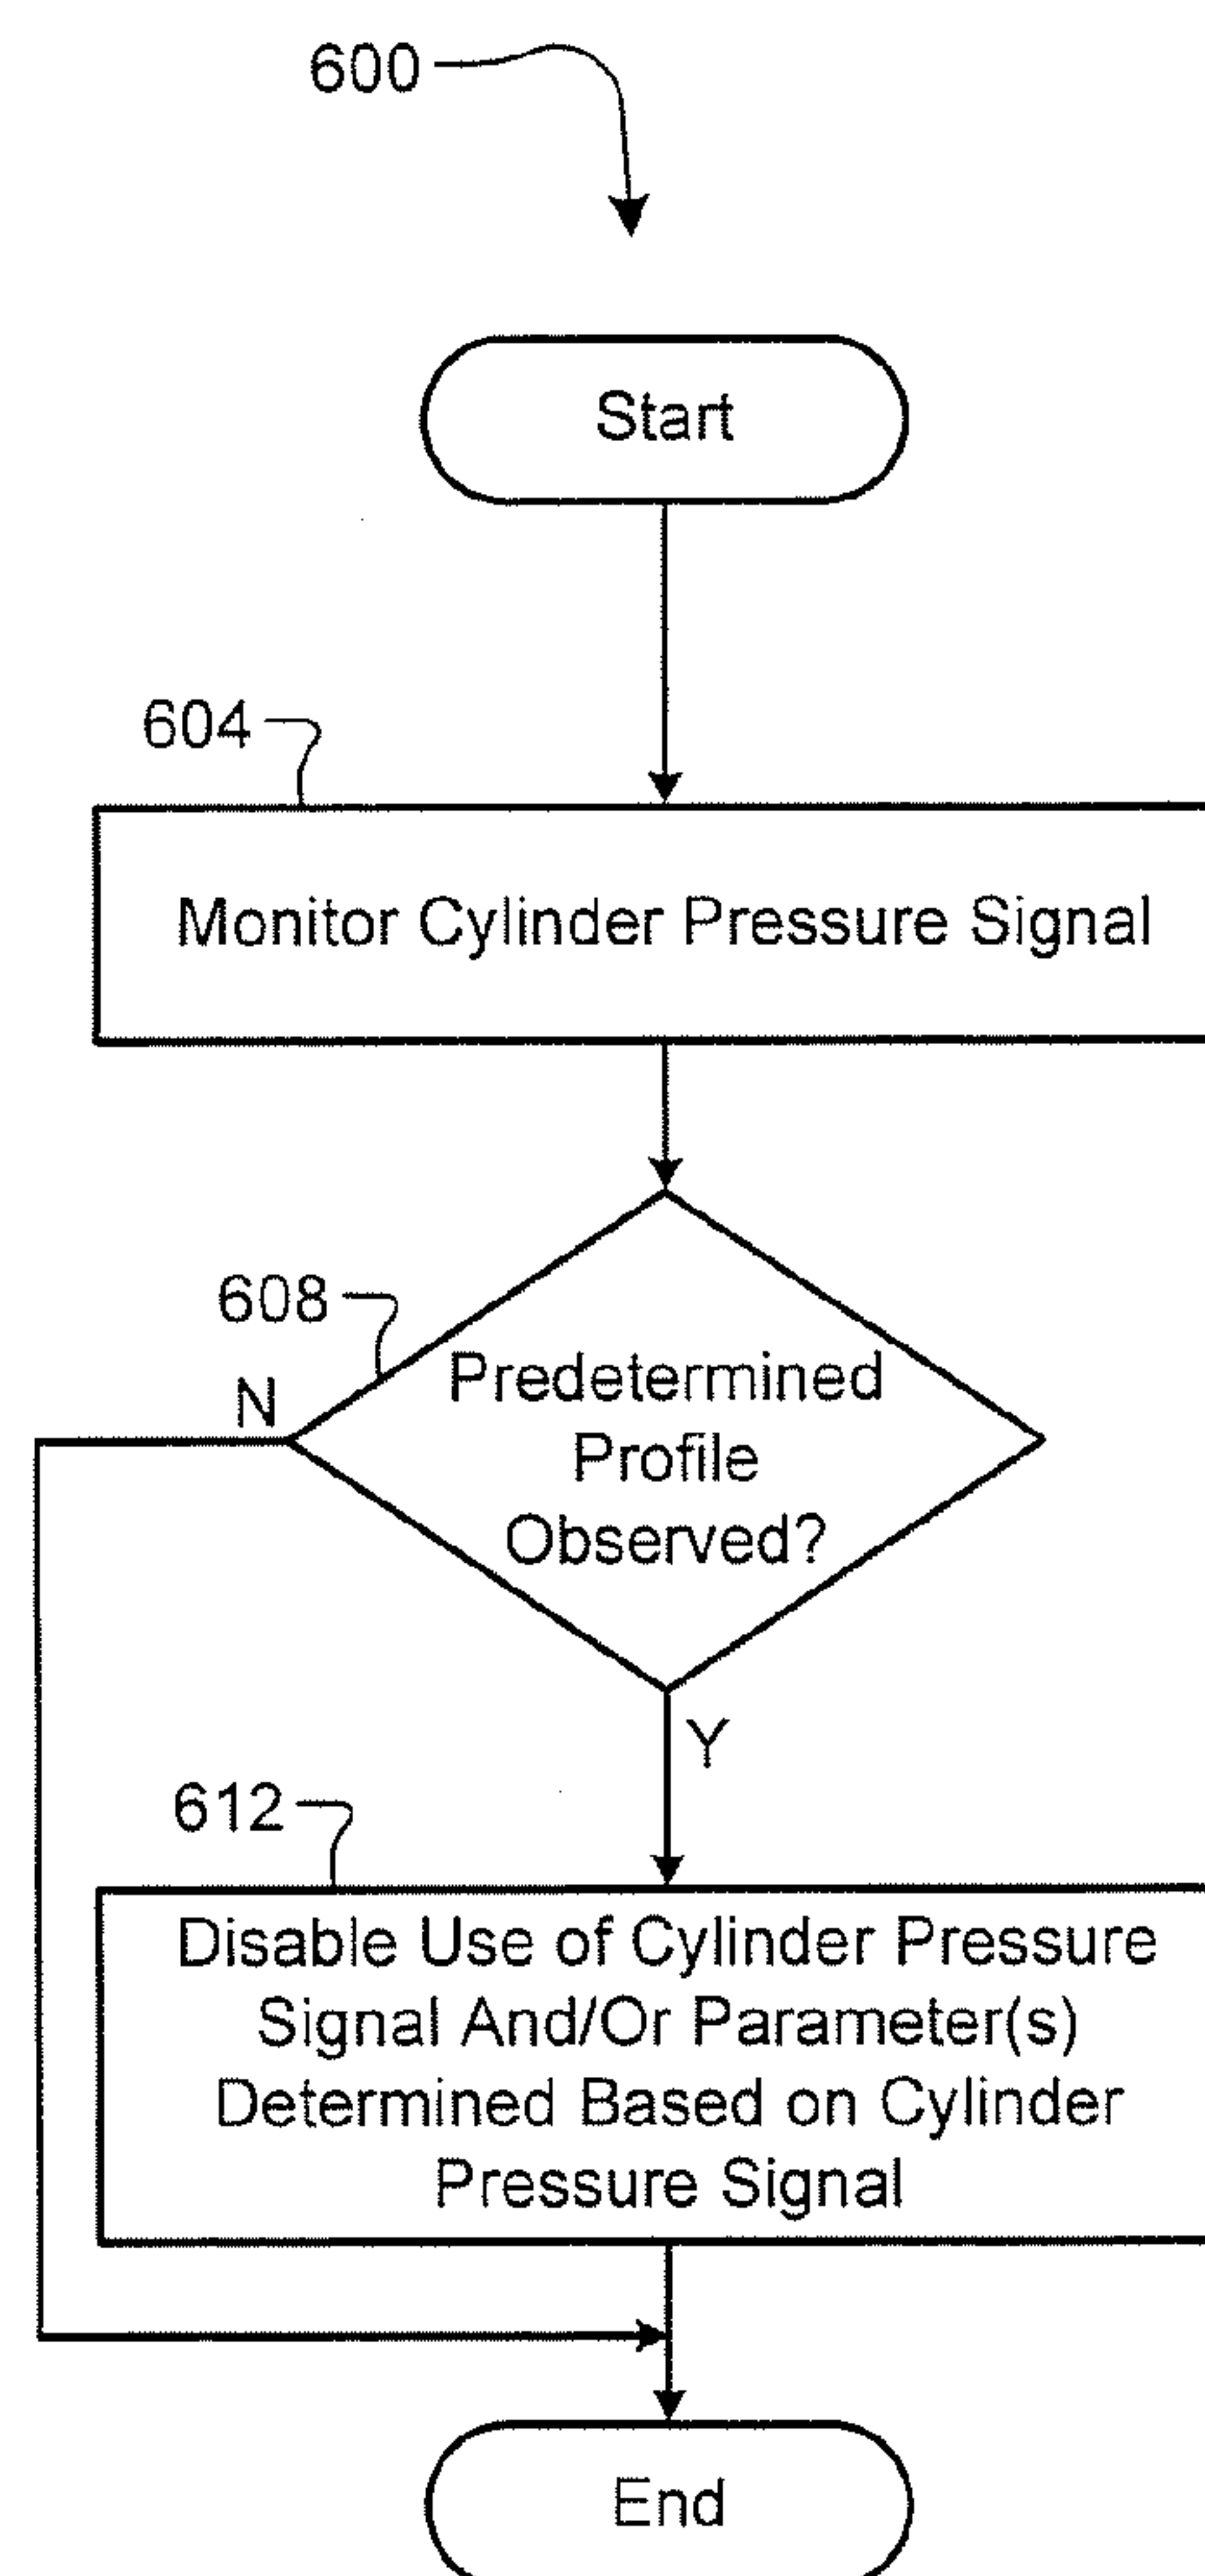 600
Start
604
Monitor Cylinder Pressure Signal
608
N
Predetermined
Profile
Observed?
Y
612
Disable Use of Cylinder Pressure
Signal And/Or Parameter(s)
Determined Based on Cylinder
Pressure Signal
End